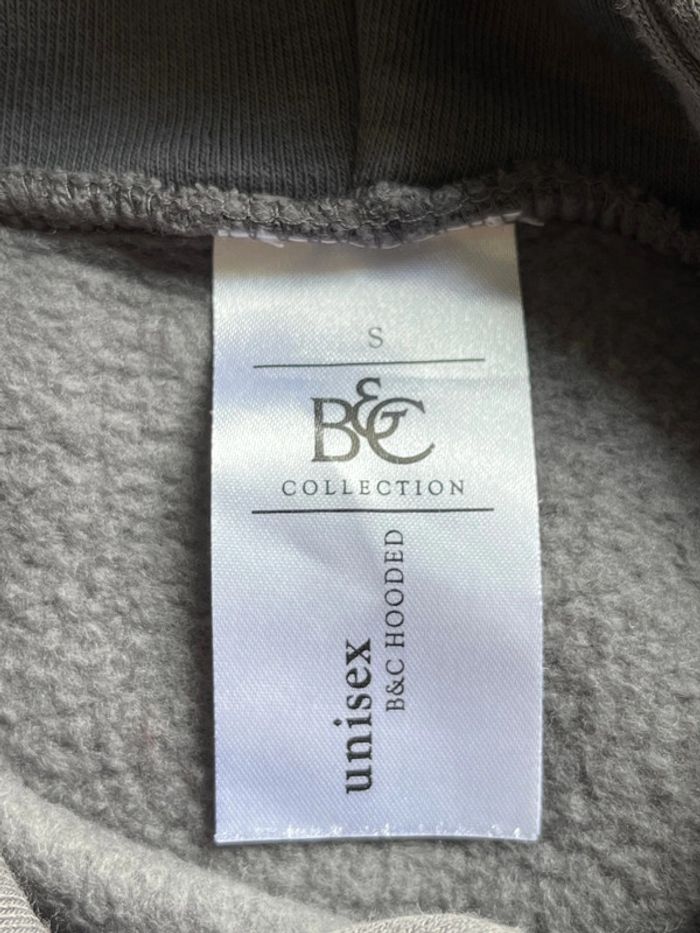 S
B&C
COLLECTION
unisex
B&C HOODED